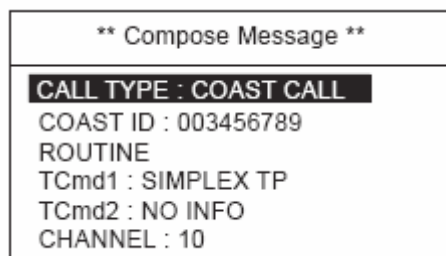 ** Compose Message **
CALL TYPE : COAST CALL
COAST ID : 003456789
ROUTINE
TCmd1 : SIMPLEX TP
TCmd2 : NO INFO
CHANNEL : 10